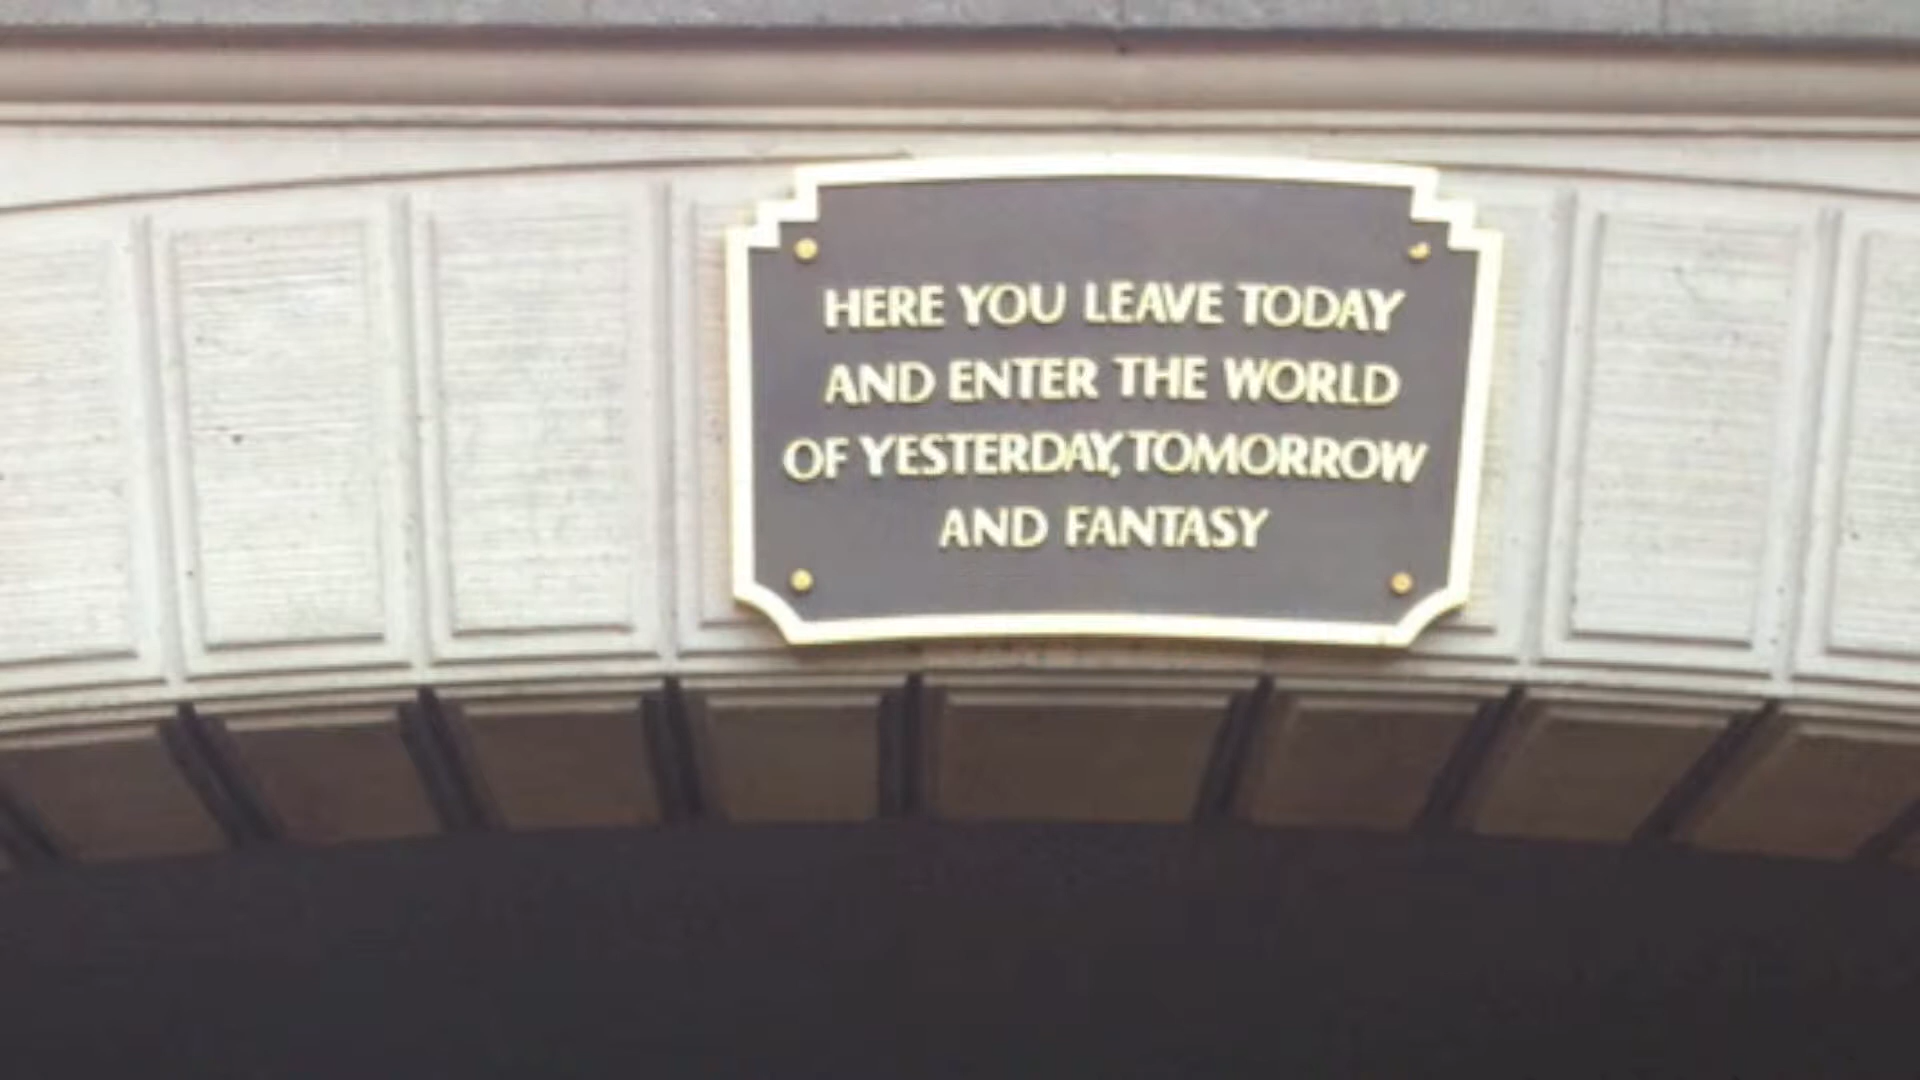 HERE YOU LEAVE TODAY
AND ENTER THE WORLD
OF YESTERDAY, TOMORROW
AND FANTASY